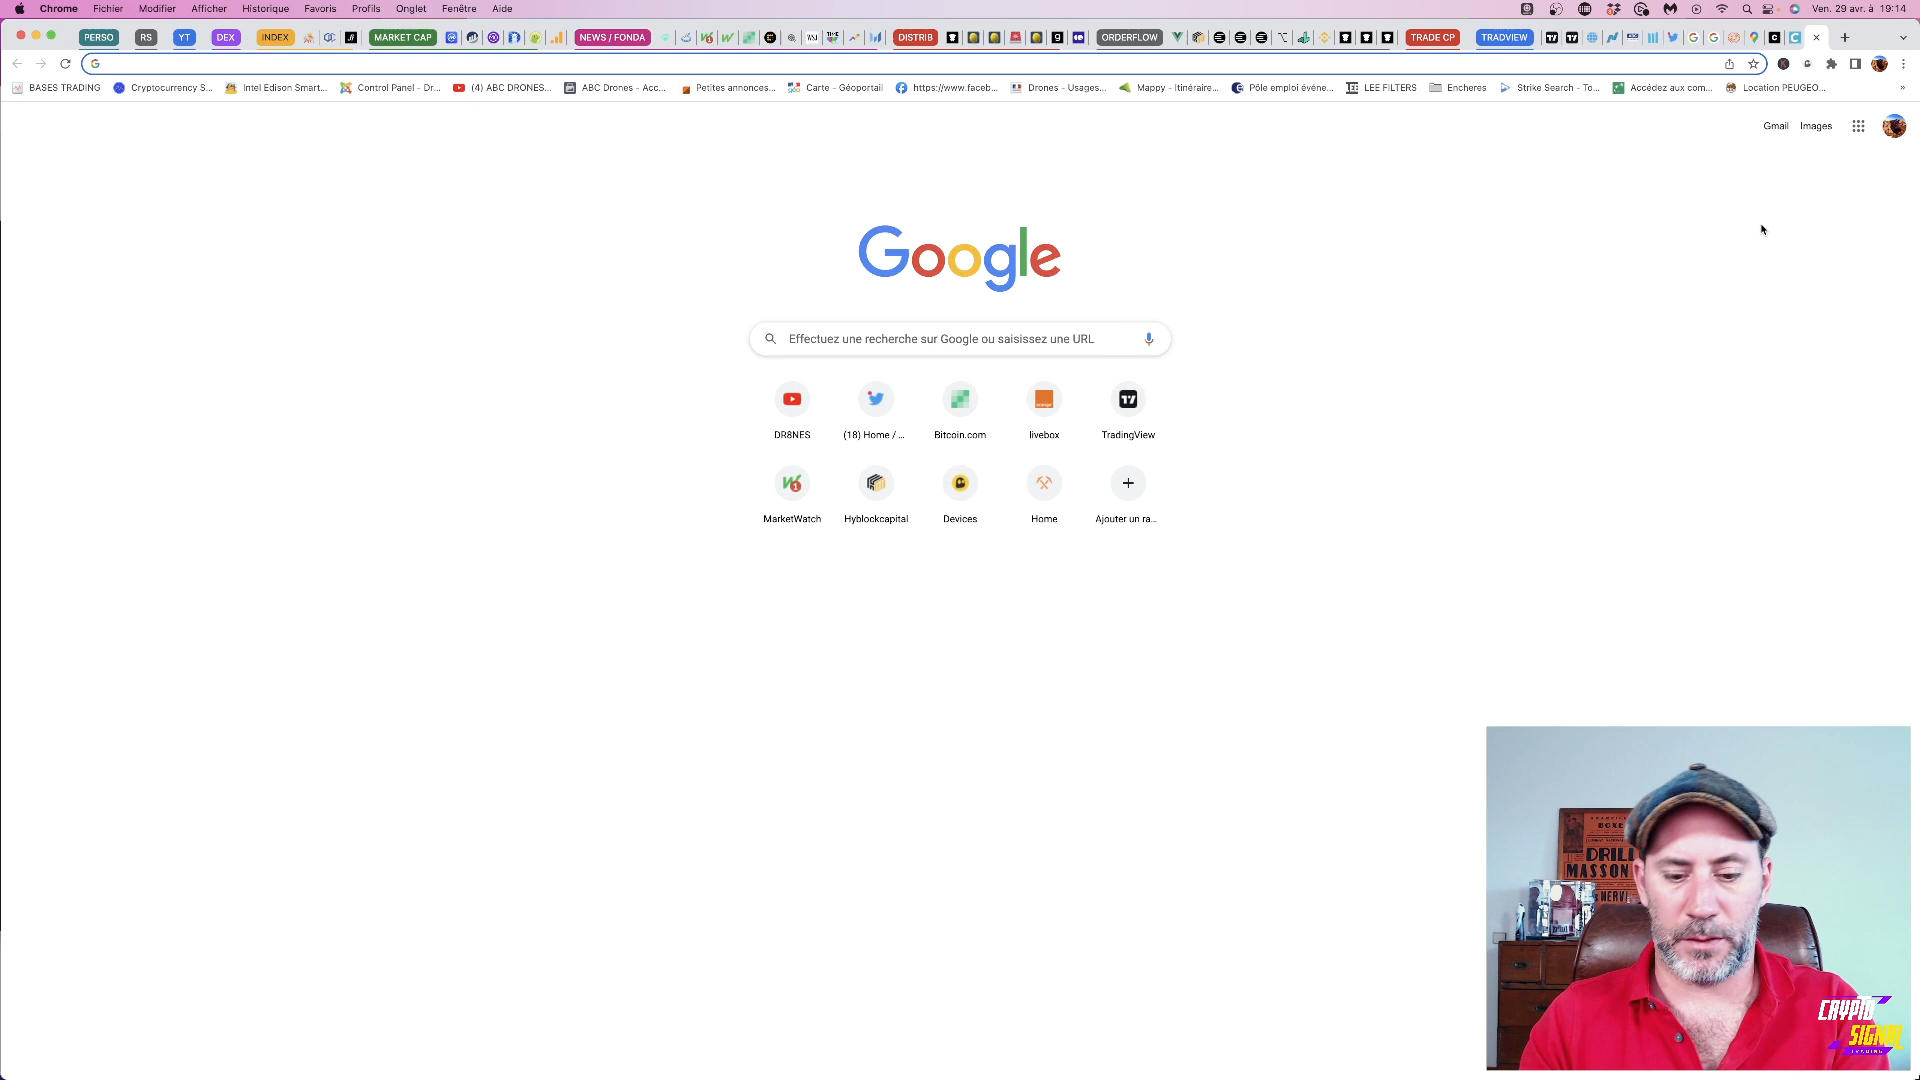 Chrome Fichier Modifier Afficher Historique Favoris Profils Onglet Fenêtre Aide Ven. 29 avr. à 19:14
PERSO RS YT DEX INDEX MARKET CAP NEWS / FONDA DISTRIB ORDERFLOW TRADE CP TRADVIEW
BASES TRADING Cryptocurrency S... Intel Edison Smart... Control Panel - Dr... (4) ABC DRONES... ABC Drones - Acc... Petites annonces... Carte - Géoportail https://www.faceb... Drones - Usages... Mappy - Itinéraire... Pôle emploi événe... LEE FILTERS Encheres Strike Search - To... Accédez aux com... Location PEUGEO... »
Gmail Images
Google
Effectuez une recherche sur Google ou saisissez une URL
DR8NES (18) Home / ... Bitcoin.com livebox TradingView
MarketWatch Hyblockcapital Devices Home Ajouter un ra...
BOXE
DRILL
MASSON
NERVI
CRYPTO
SIGNAL
TRADING